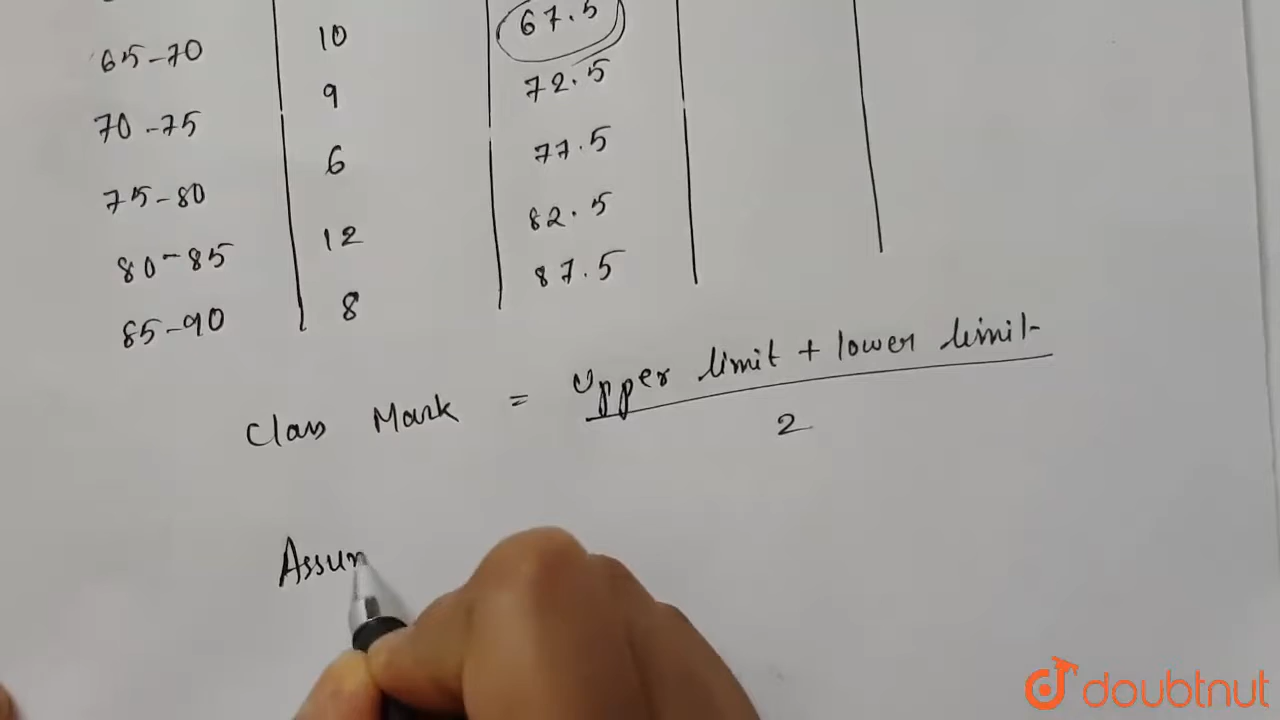 65-70 10 67.5
70-75 9 72.5
75-80 6 77.5
80-85 12 82.5
85-90 8 87.5
Class Mark = Upper limit + lower limit
2
Assum
doubtnut